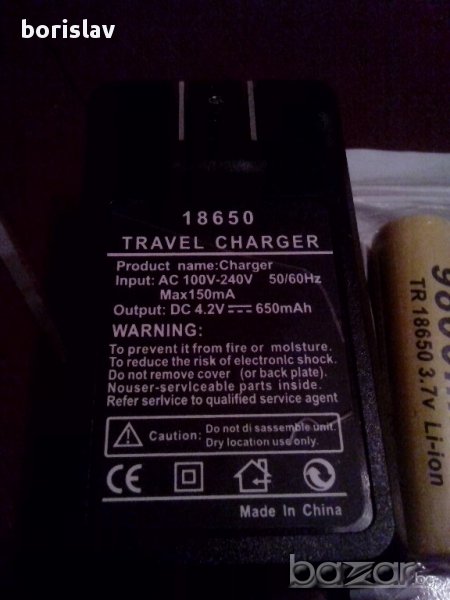 borislav
18650
TRAVEL CHARGER
Product name:Charger
Input: AC 100V-240V 50/60Hz
Max150mA
Output: DC 4.2V 650mAh
WARNING:
To prevent it from fire or molsture.
To reduce the risk of electronlc shock.
Do not remove cover (or back plate).
Nouser-servlceable parts inside.
Refer serlvice to qualified service agent
Caution: Do not di sassemble unit.
Dry location use only.
CE
Made In China
TR 18650 3.7V Li-ion
bazar